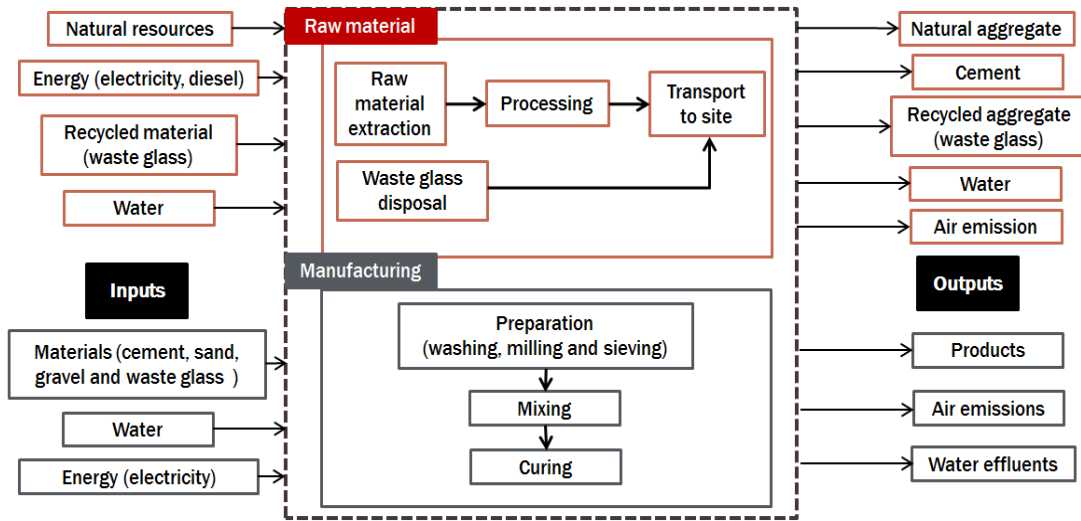 Natural resources
Energy (electricity, diesel)
Recycled material
(waste glass)
Water
Inputs
Materials (cement, sand,
gravel and waste glass )
Water
Energy (electricity)
Raw material
Raw
material
extraction
Processing
Transport
to site
Waste glass
disposal
Manufacturing
Preparation
(washing, milling and sieving)
Mixing
Curing
Natural aggregate
Cement
Recycled aggregate
(waste glass)
Water
Air emission
Outputs
Products
Air emissions
Water effluents